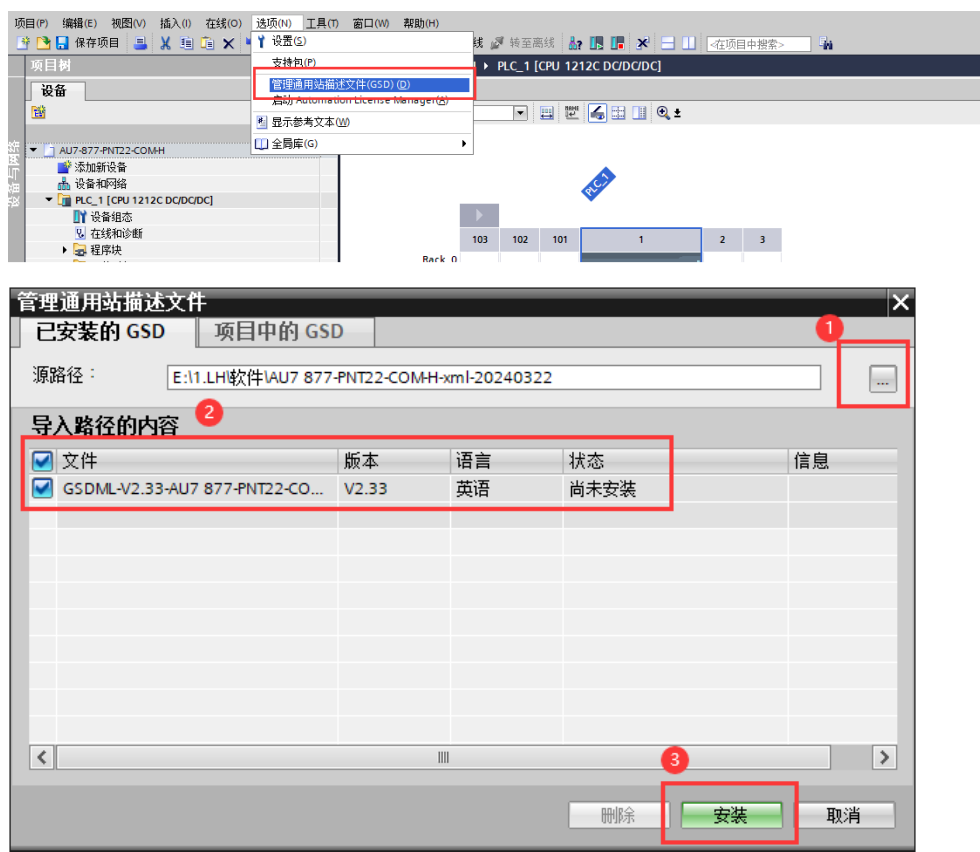 项目(P) 编辑(E) 视图(V) 插入(I) 在线(O) 选项(N) 工具(T) 窗口(W) 帮助(H)
保存项目 设置(S) 线 转至离线 <在项目中搜索>
项目树 支持包(P) PLC_1 [CPU 1212C DC/DC/DC]
设备 管理通用站描述文件(GSD) (D)
启动 Automation License Manager(A)
显示参考文本(W)
全局库(G)
AU7-877-PNT22-COM-H
添加新设备
设备和网络
PLC_1 [CPU 1212C DC/DC/DC]
设备组态
在线和诊断
程序块
设备与网络
PLC_1
103 102 101 1 2 3
Rack_0
管理通用站描述文件
已安装的 GSD 项目中的 GSD
1
源路径： E:\1.LH\软件\AU7 877-PNT22-COM-H-xml-20240322 ...
导入路径的内容 2
文件 版本 语言 状态 信息
GSDML-V2.33-AU7 877-PNT22-CO... V2.33 英语 尚未安装
3
删除 安装 取消